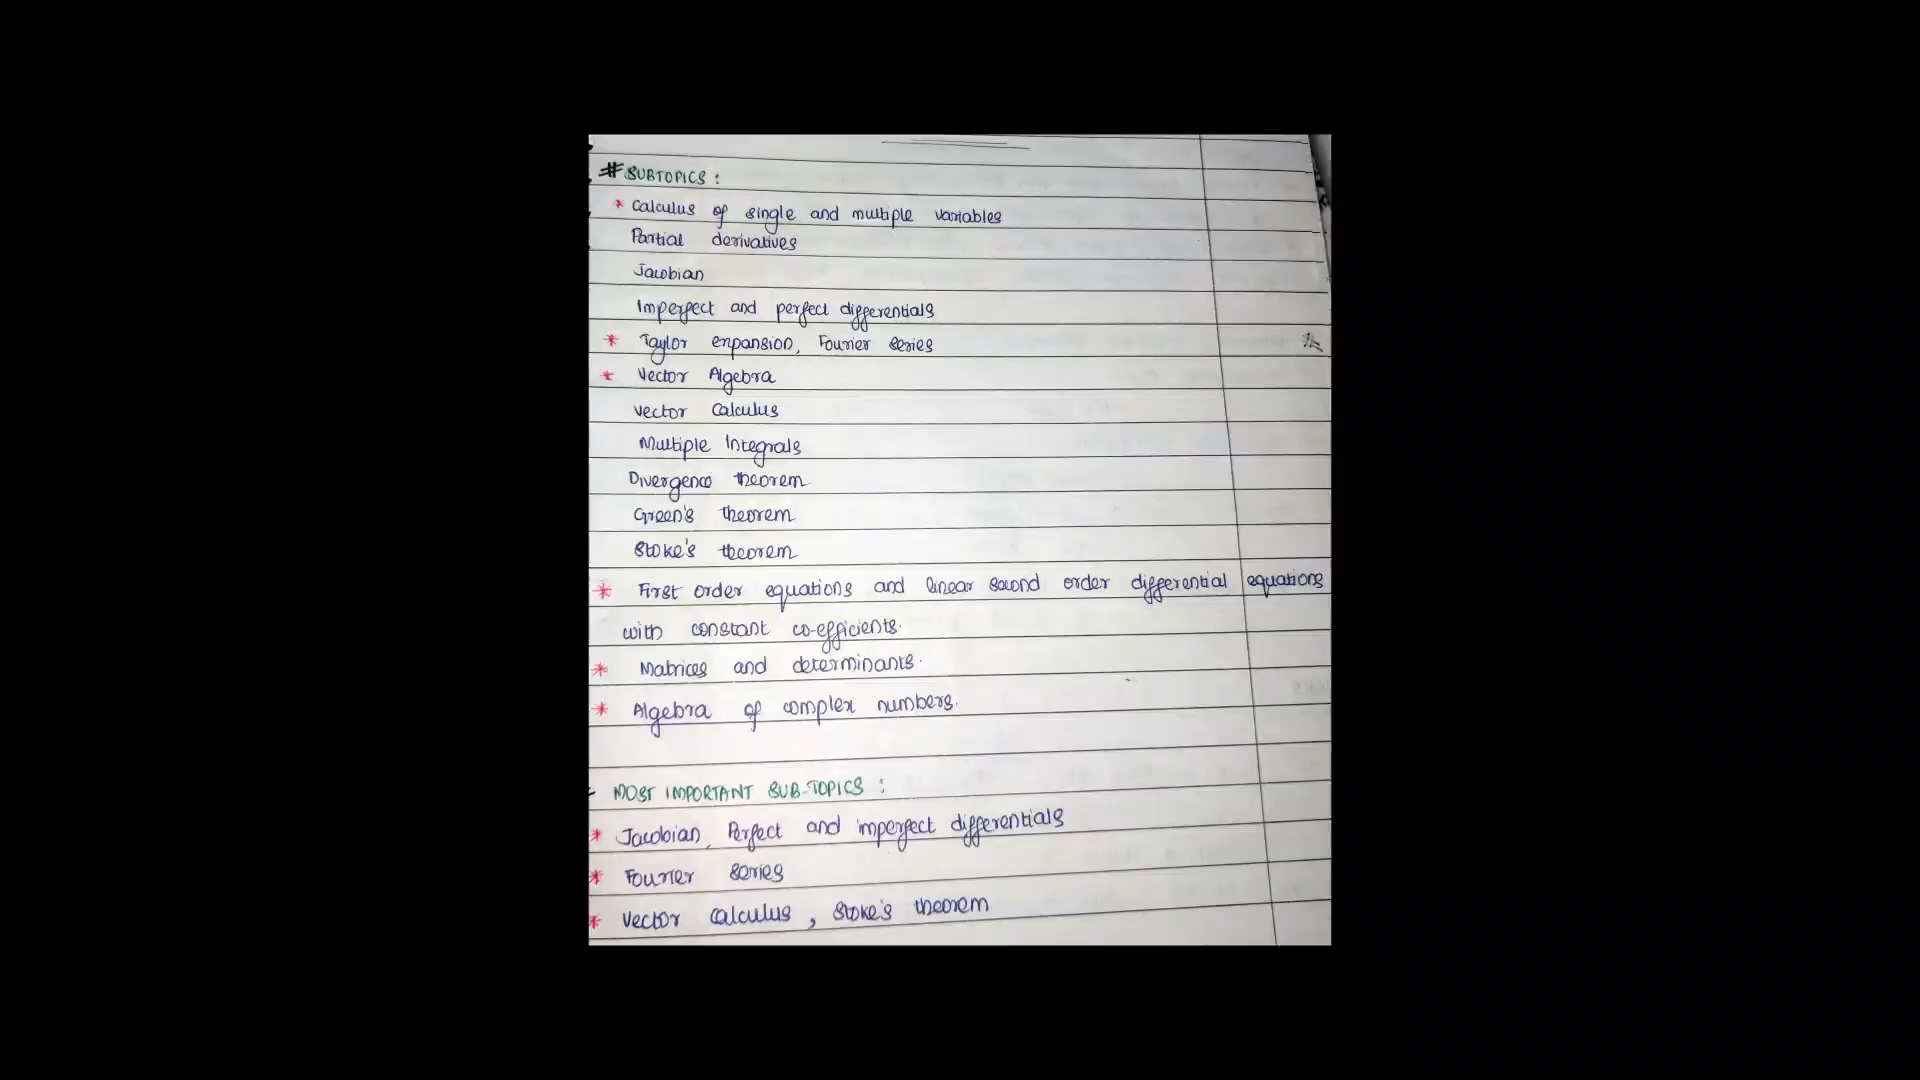 # SUBTOPICS :
* Calculus of single and multiple variables
Partial derivatives
Jacobian
Imperfect and perfect differentials
* Taylor expansion, Fourier series
* Vector Algebra
Vector Calculus
Multiple Integrals
Divergence theorem
Green's theorem
Stoke's theorem
* First order equations and linear second order differential equations
with constant co-efficients.
* Matrices and determinants.
* Algebra of complex numbers.
MOST IMPORTANT SUB-TOPICS :
* Jacobian, Perfect and imperfect differentials
* Fourier series
* Vector calculus, Stoke's theorem